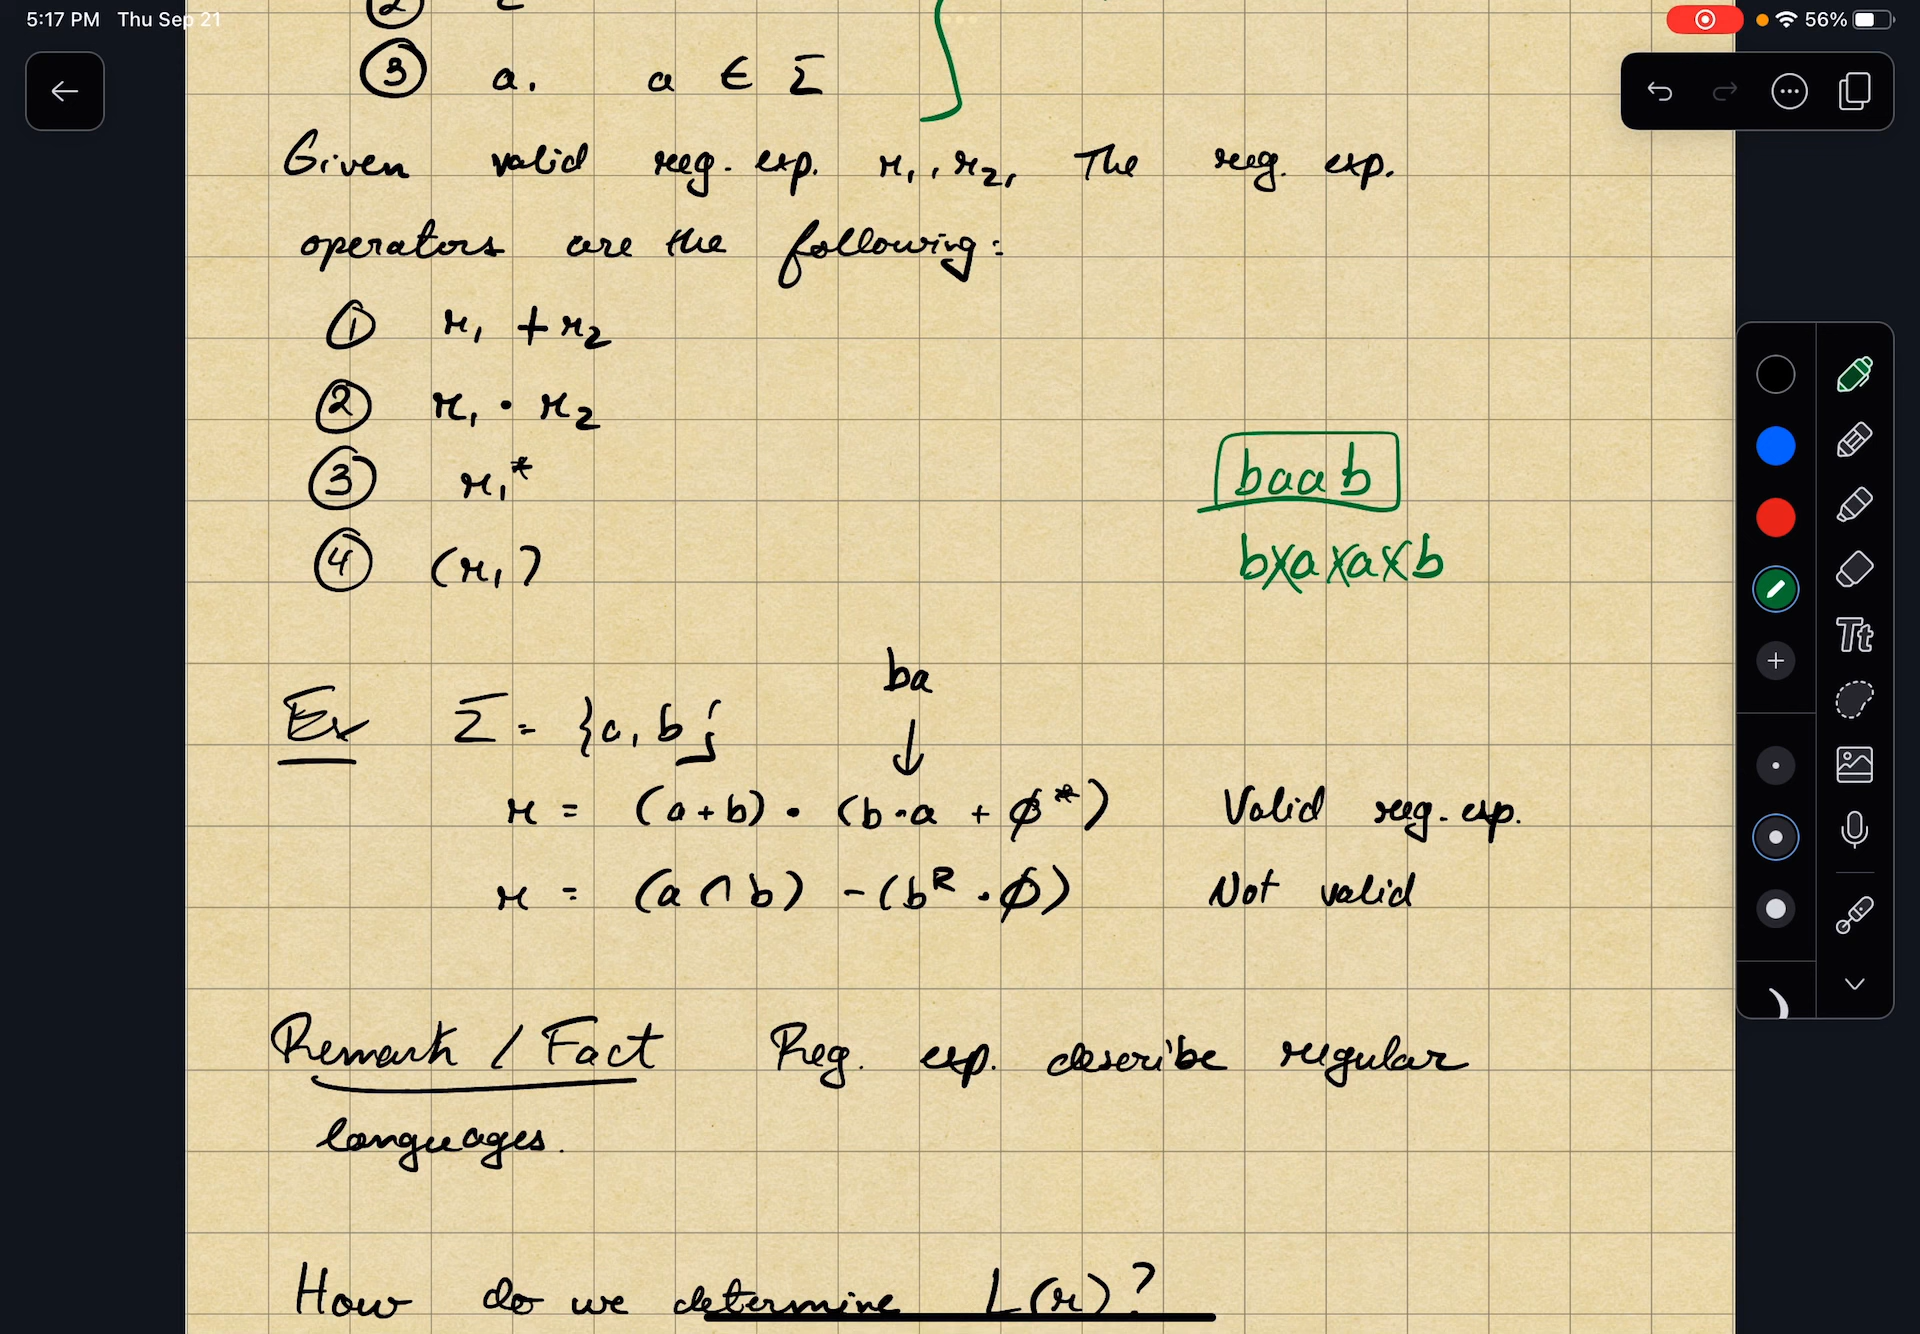 5:17 PM Thu Sep 21 56%
③ a. a ∈ Σ
Given valid reg. exp. r₁, r₂, The reg. exp.
operators are the following:
① r₁ + r₂
② r₁ · r₂
③ r₁*
④ (r₁)
baab
bxaxaxb
ba
↓
Ex Σ = {a, b}
r = (a+b) · (b·a + ϕ*) Valid reg. exp.
r = (a ∩ b) - (bᴿ · ϕ) Not valid
Remark / Fact Reg. exp. describe regular
languages.
How do we determine L(r)?
Tt